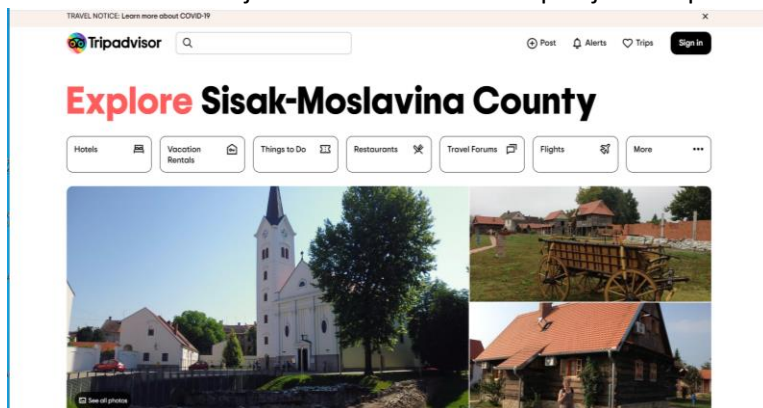 TRAVEL NOTICE: Learn more about COVID-19
Tripadvisor
Post Alerts Trips Sign in
Explore Sisak-Moslavina County
Hotels Vacation Rentals Things to Do Restaurants Travel Forums Flights More
See all photos